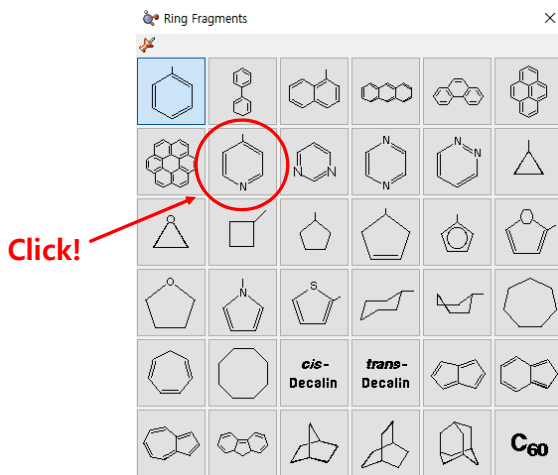 Ring Fragments
N
N N
N
N
N
N
O
O
Click!
O
N
S
cis-
Decalin
trans-
Decalin
C60